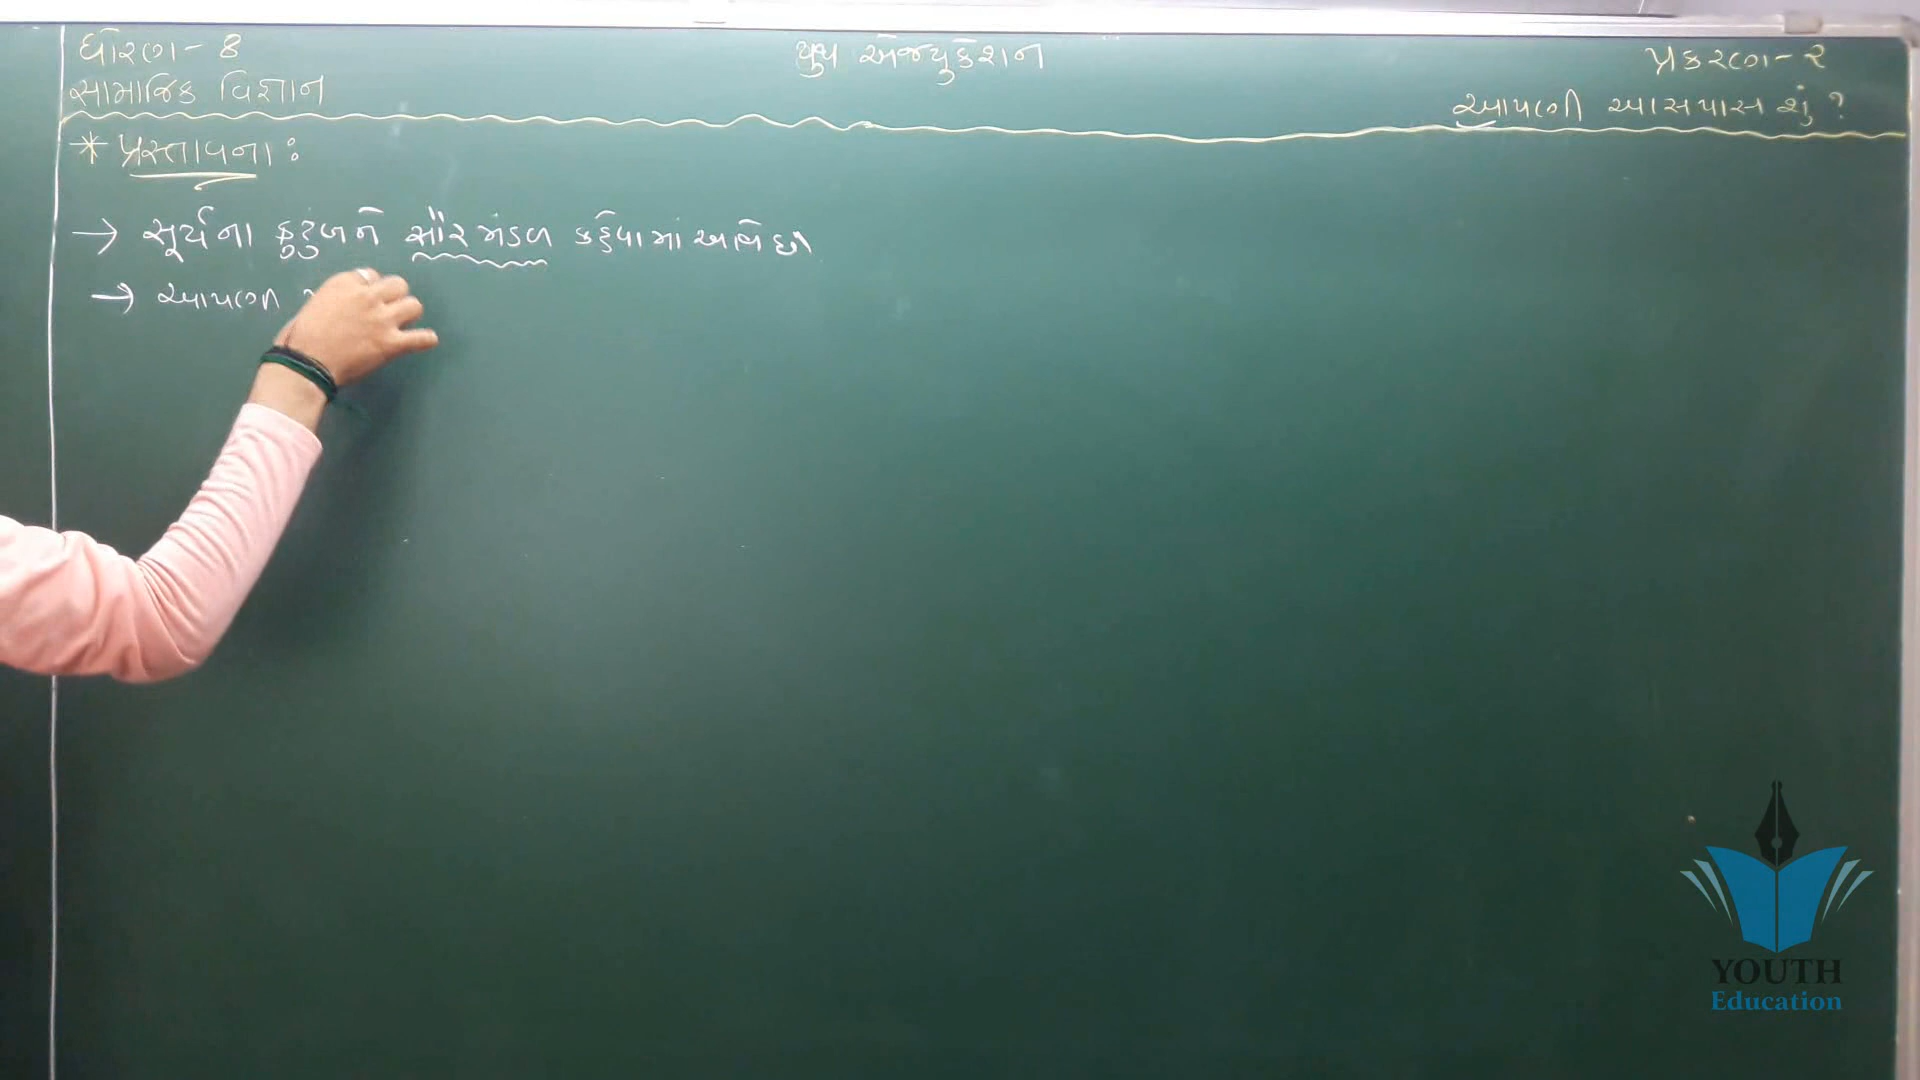 ધોરણ - 8
યુથ એજ્યુકેશન
પ્રકરણ - ૨
સામાજિક વિજ્ઞાન
આપણી આસપાસ શું ?
* પ્રસ્તાવના :
→ સૂર્યના કુટુંબને સૌરમંડળ કહેવામાં આવે છે
→ આપણી
YOUTH
Education